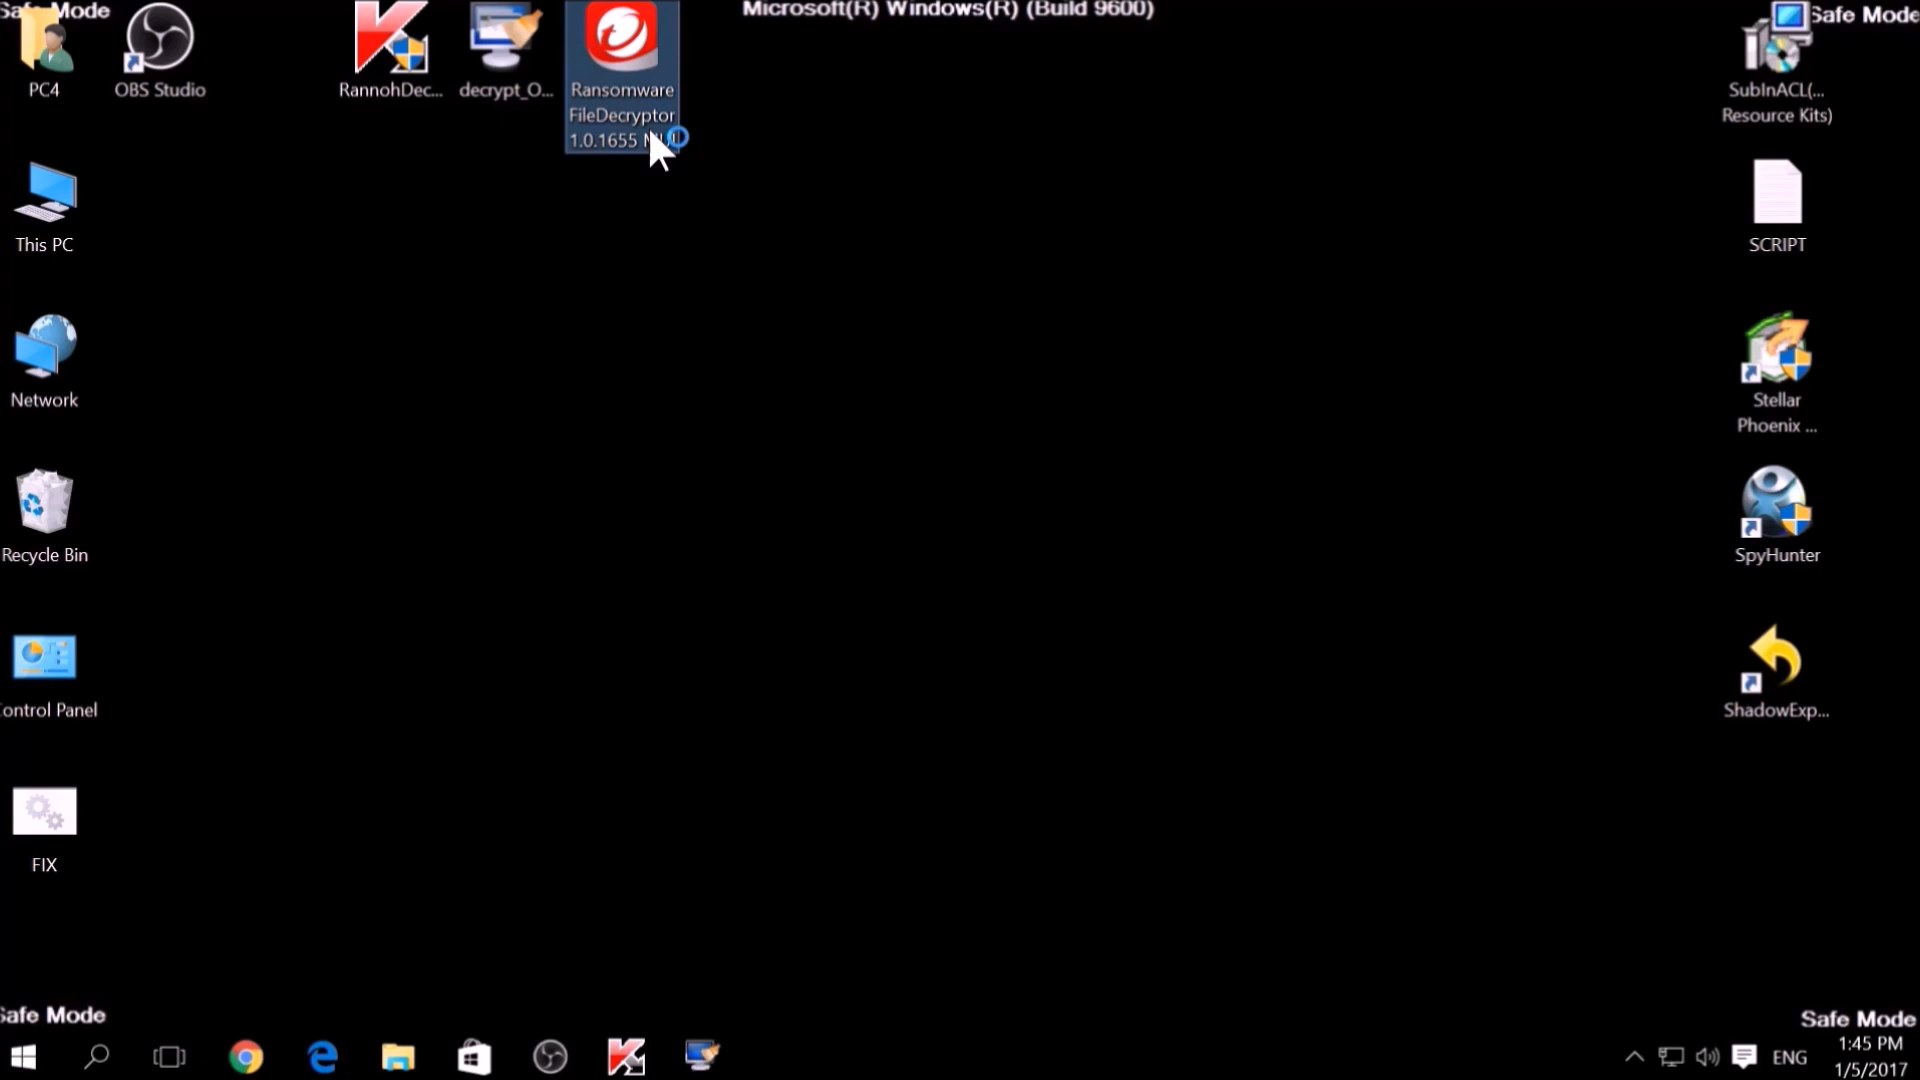 Safe Mode
Microsoft(R) Windows(R) (Build 9600)
Safe Mode
PC4
OBS Studio
RannohDec...
decrypt_O...
Ransomware
FileDecryptor
1.0.1655
SubInACL(...
Resource Kits)
This PC
SCRIPT
Network
Stellar
Phoenix ...
Recycle Bin
SpyHunter
Control Panel
ShadowExp...
FIX
Safe Mode
Safe Mode
ENG
1:45 PM
1/5/2017